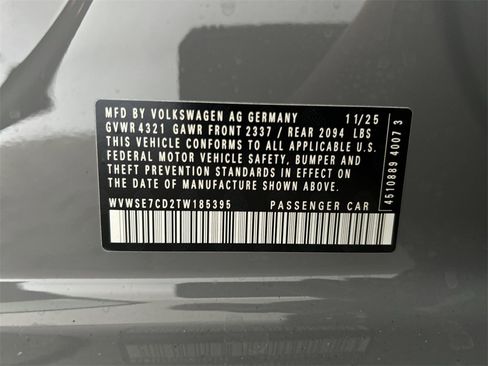 MFD BY VOLKSWAGEN AG GERMANY 11/25
GVWR 4321 GAWR FRONT 2337 / REAR 2094 LBS
THIS VEHICLE CONFORMS TO ALL APPLICABLE U.S.
FEDERAL MOTOR VEHICLE SAFETY, BUMPER AND
THEFT PREVENTION STANDARDS IN EFFECT ON
THE DATE OF MANUFACTURE SHOWN ABOVE.
WVWSE7CD2TW185395 PASSENGER CAR
4510889 4007 3